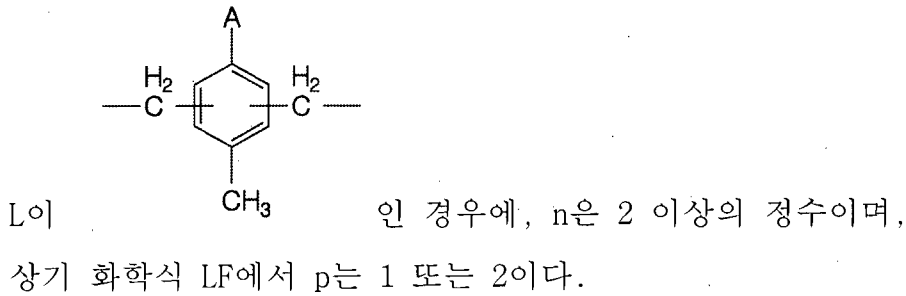 A
H₂ H₂
C C
CH₃
L이 인 경우에, n은 2 이상의 정수이며,
상기 화학식 LF에서 p는 1 또는 2이다.